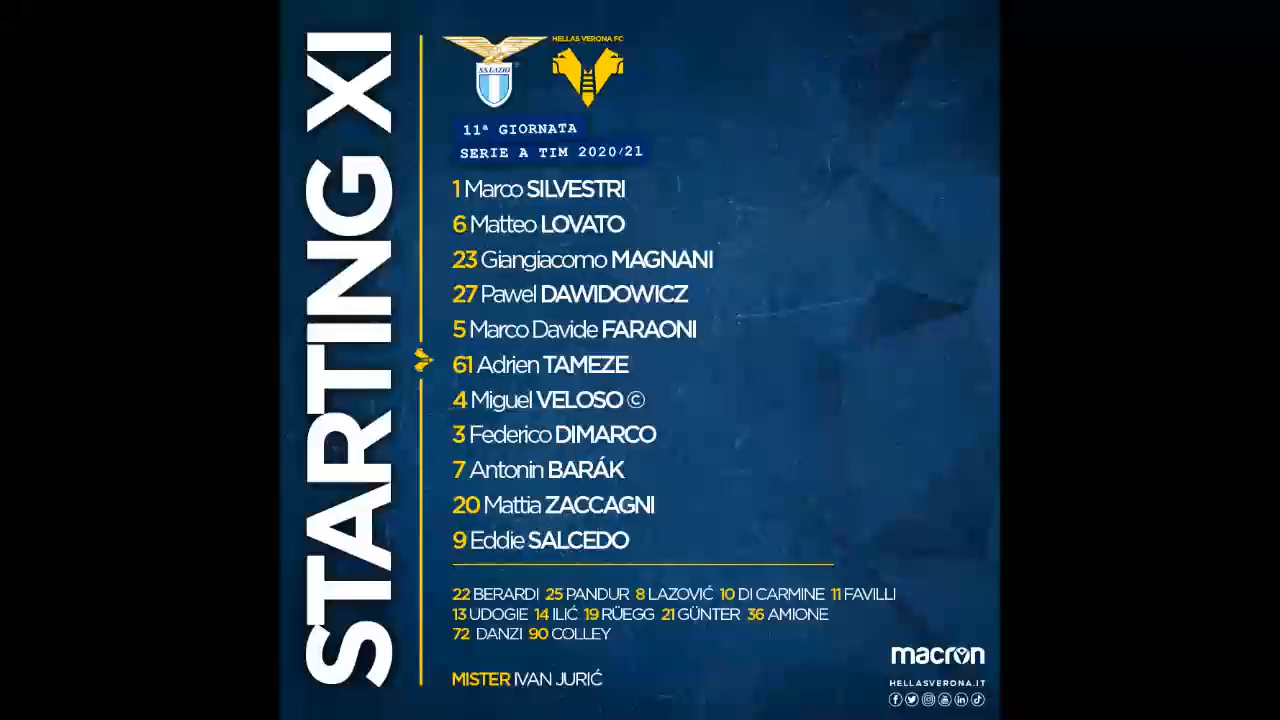 STARTING XI
S.S. LAZIO
HELLAS VERONA FC
11ª GIORNATA
SERIE A TIM 2020/21
1 Marco SILVESTRI
6 Matteo LOVATO
23 Giangiacomo MAGNANI
27 Pawel DAWIDOWICZ
5 Marco Davide FARAONI
61 Adrien TAMEZE
4 Miguel VELOSO ©
3 Federico DIMARCO
7 Antonin BARÁK
20 Mattia ZACCAGNI
9 Eddie SALCEDO
22 BERARDI 25 PANDUR 8 LAZOVIĆ 10 DI CARMINE 11 FAVILLI
13 UDOGIE 14 ILIĆ 19 RÜEGG 21 GÜNTER 36 AMIONE
72 DANZI 90 COLLEY
MISTER IVAN JURIĆ
macron
HELLASVERONA.IT